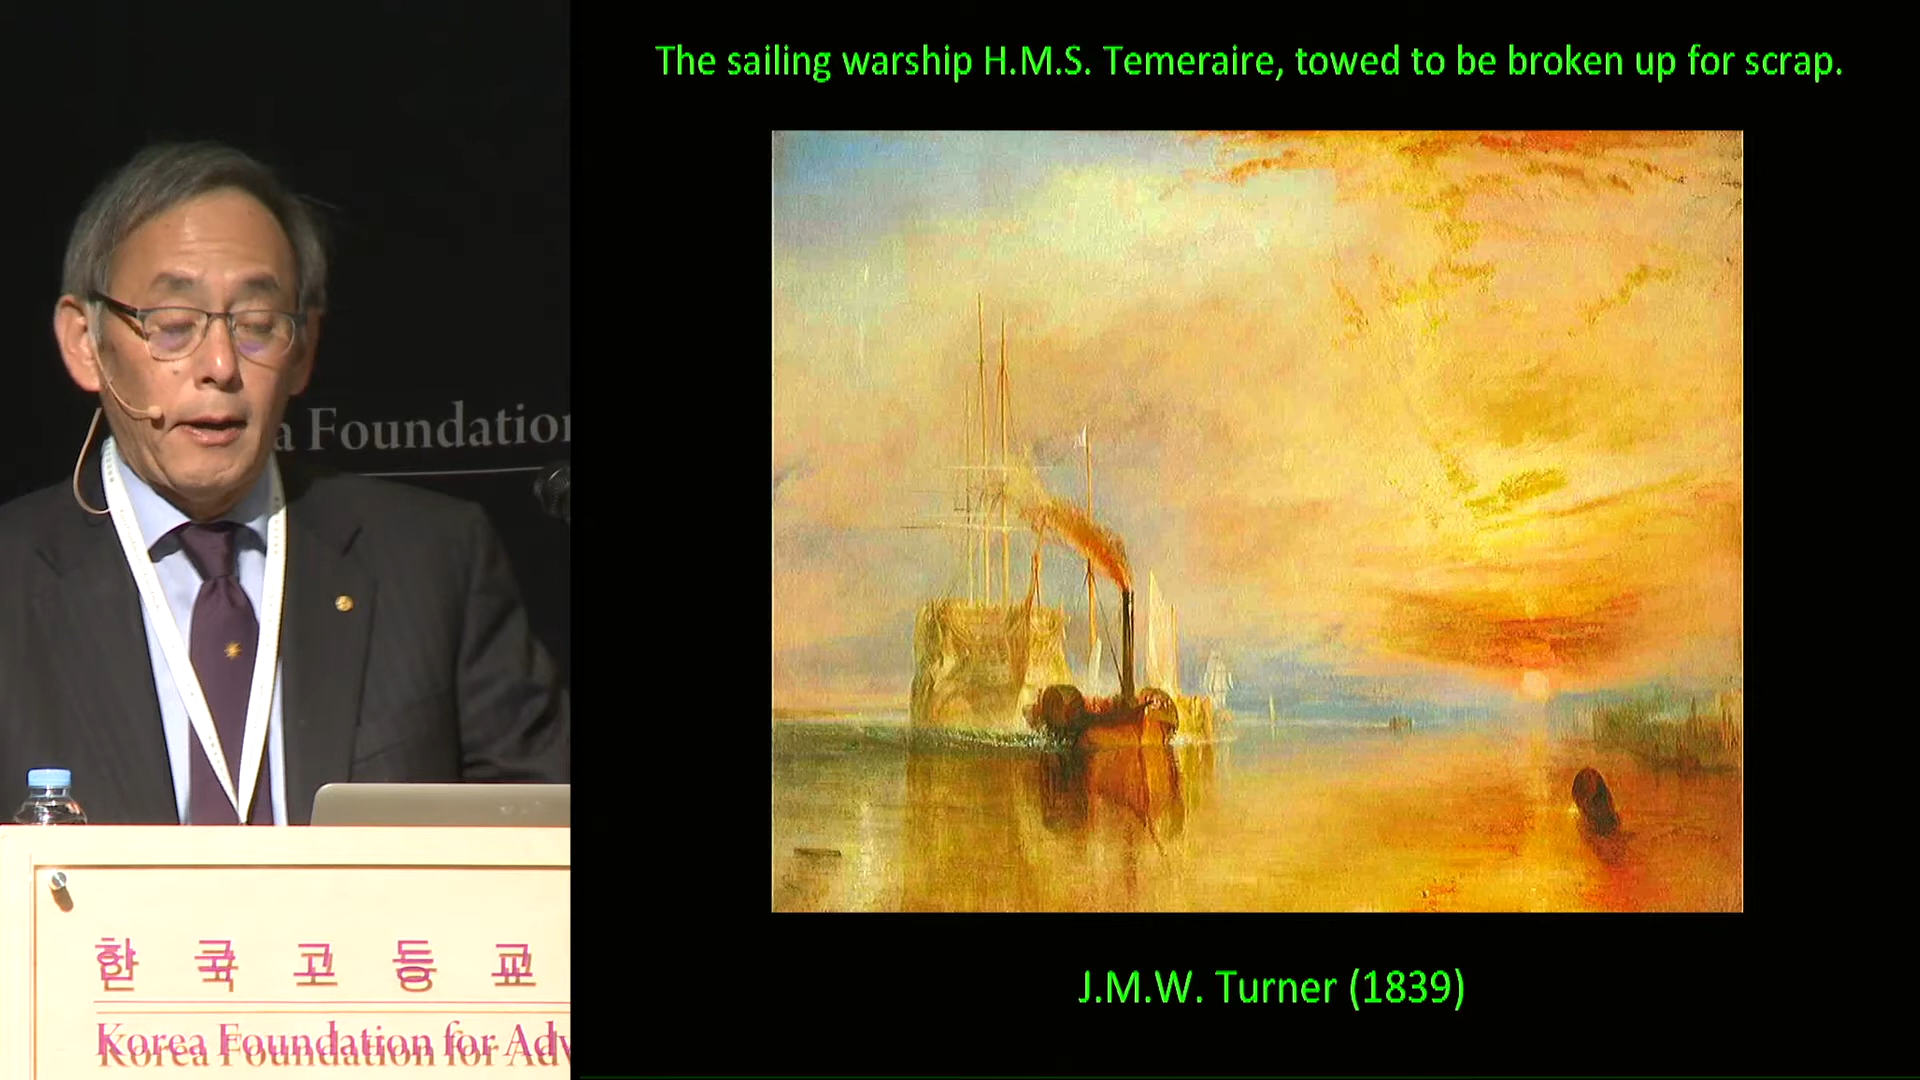 The sailing warship H.M.S. Temeraire, towed to be broken up for scrap.
a Foundation
J.M.W. Turner (1839)
한국고등교
Korea Foundation for Adv